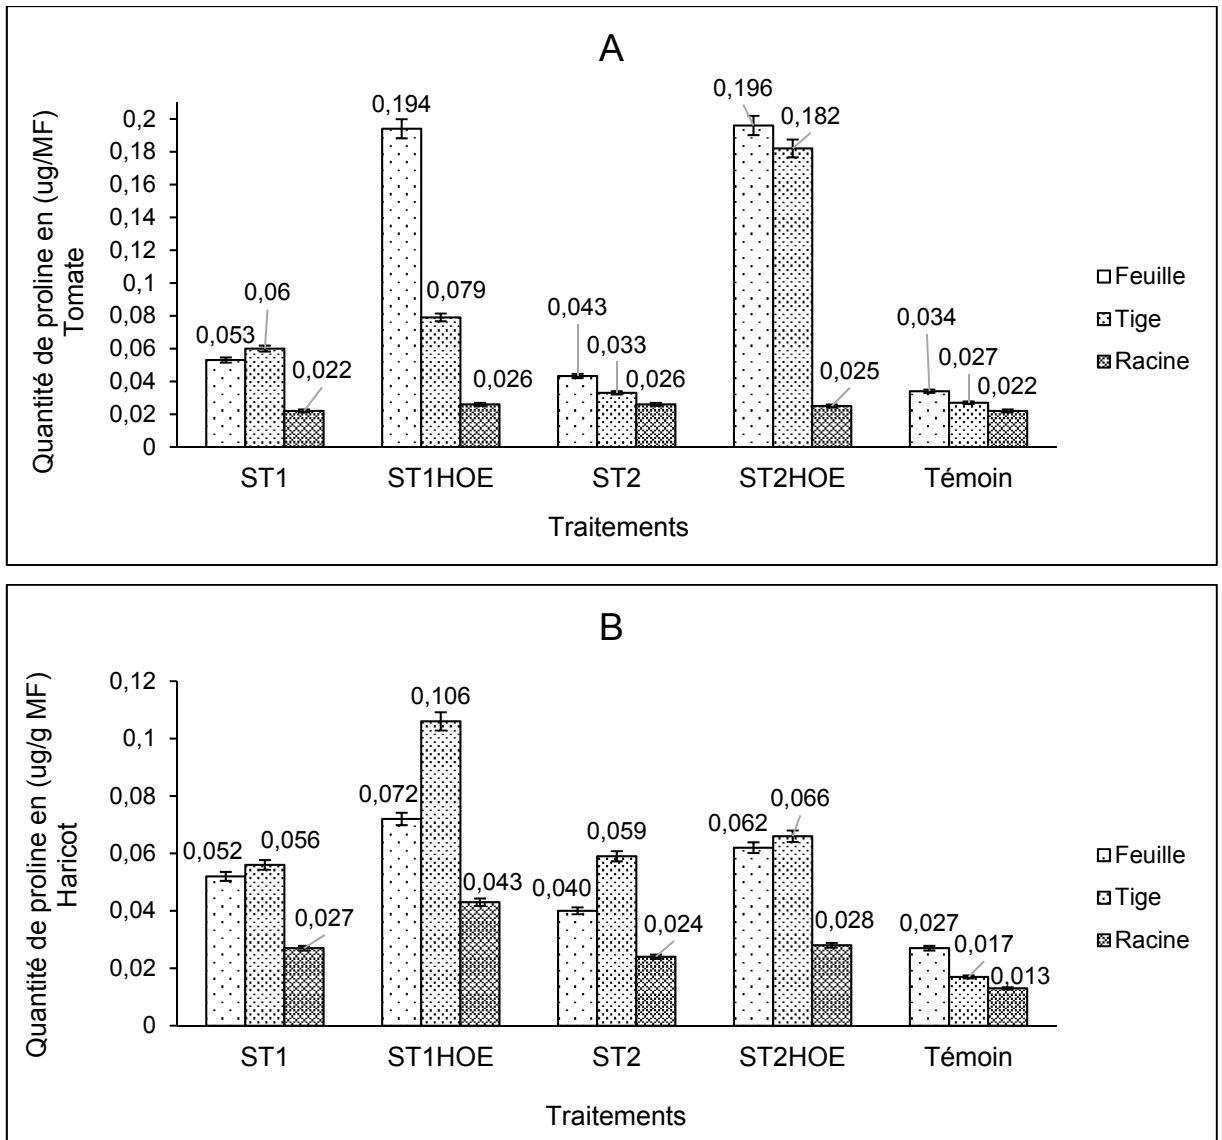 A
Quantité de proline en (ug/MF)
Tomate
0,2
0,18
0,16
0,14
0,12
0,1
0,08
0,06
0,04
0,02
0
0,053
0,06
0,022
0,194
0,079
0,026
0,043
0,033
0,026
0,196
0,182
0,025
0,034
0,027
0,022
ST1
ST1HOE
ST2
ST2HOE
Témoin
Traitements
Feuille
Tige
Racine
B
Quantité de proline en (ug/g MF)
Haricot
0,12
0,1
0,08
0,06
0,04
0,02
0
0,052
0,056
0,027
0,072
0,106
0,043
0,040
0,059
0,024
0,062
0,066
0,028
0,027
0,017
0,013
ST1
ST1HOE
ST2
ST2HOE
Témoin
Traitements
Feuille
Tige
Racine